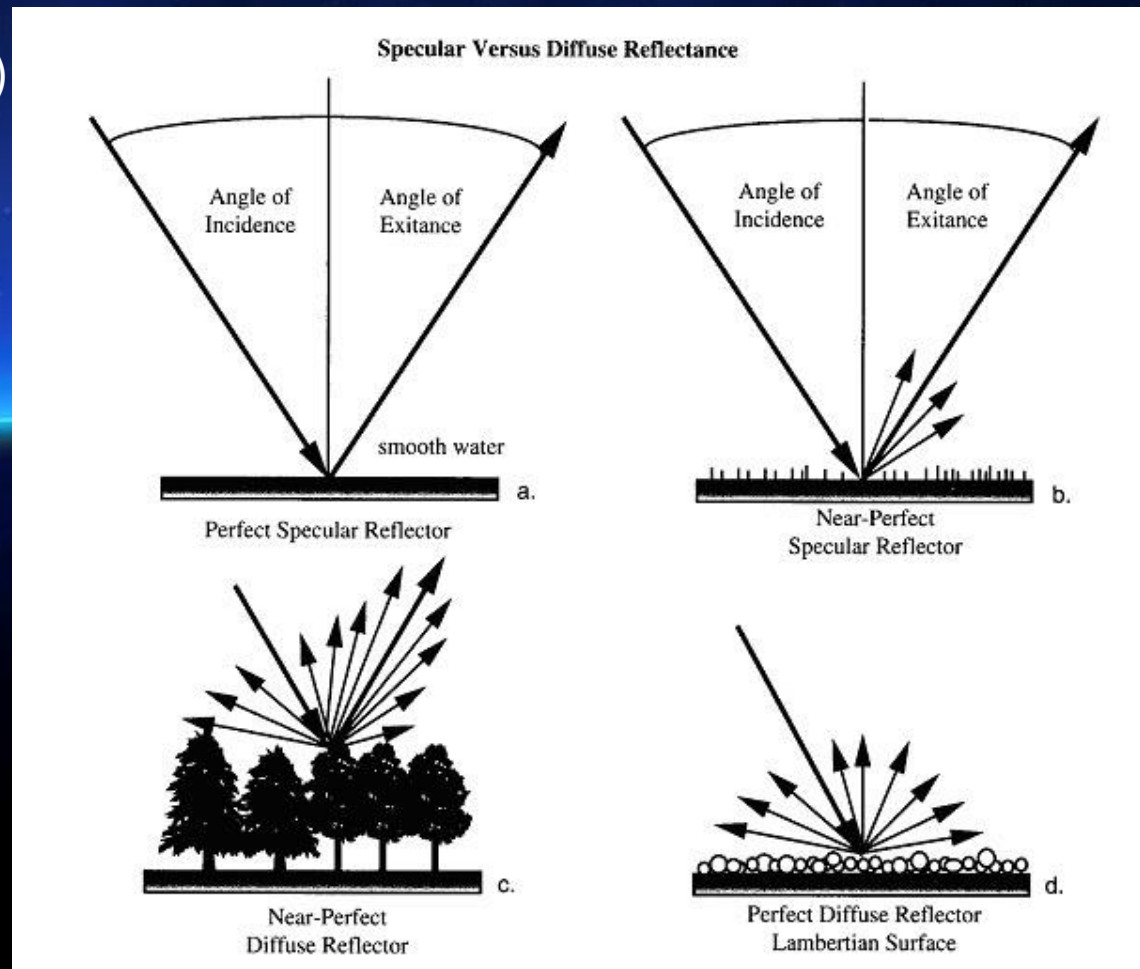 )
Specular Versus Diffuse Reflectance
Angle of
Incidence
Angle of
Exitance
smooth water
a.
Perfect Specular Reflector
Angle of
Incidence
Angle of
Exitance
b.
Near-Perfect
Specular Reflector
c.
Near-Perfect
Diffuse Reflector
d.
Perfect Diffuse Reflector
Lambertian Surface